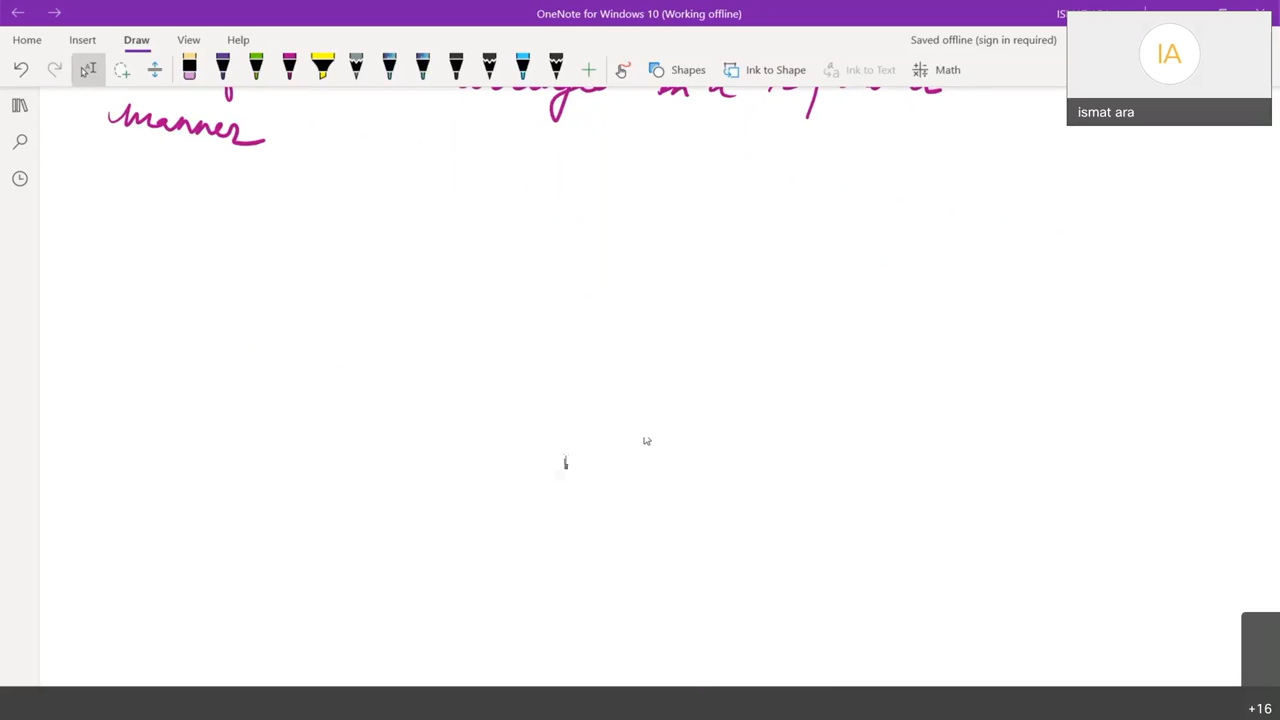 OneNote for Windows 10 (Working offline)
Home Insert Draw View Help Saved offline (sign in required)
IA
Shapes Ink to Shape Ink to Text Math
ismat ara
in a
manner
+16